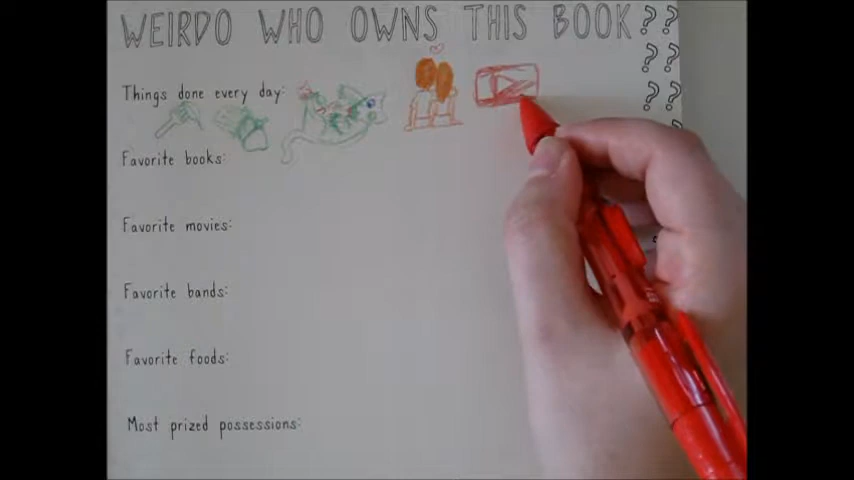 WEIRDO WHO OWNS THIS BOOK ? ?
? ?
? ?
Things done every day:
Favorite books:
Favorite movies:
Favorite bands:
Favorite foods:
Most prized possessions: